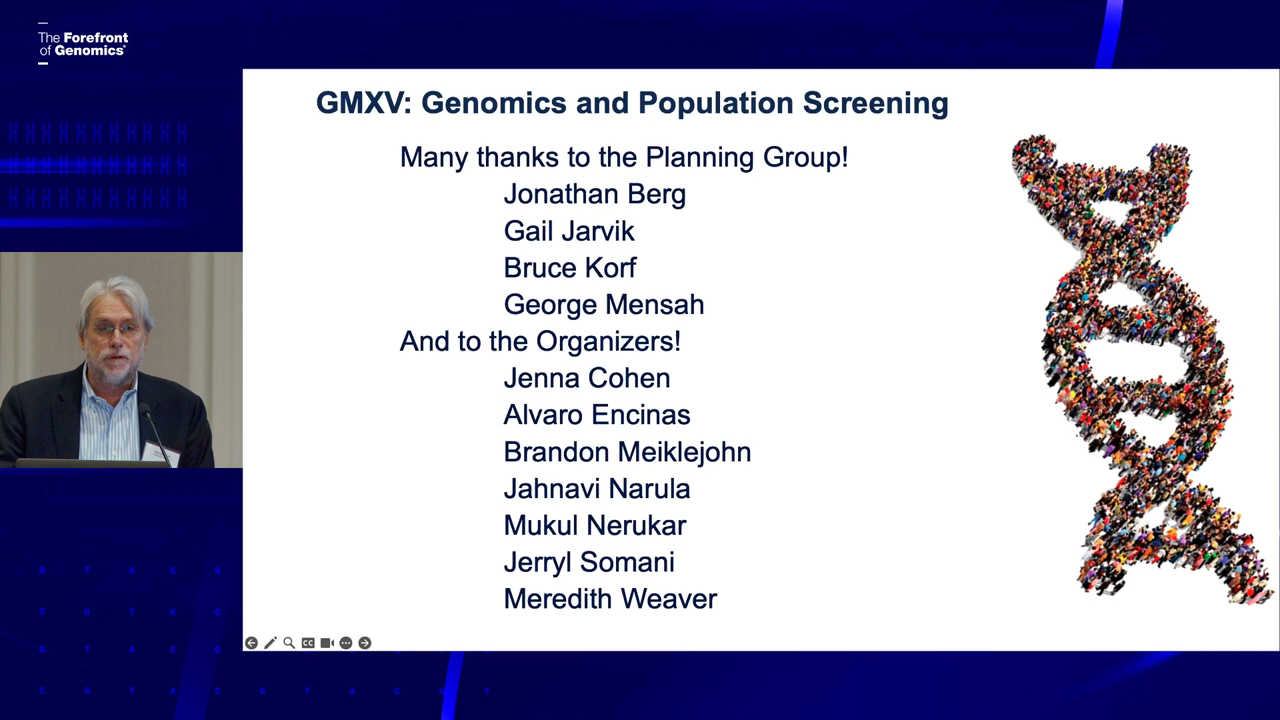 The Forefront
of Genomics®
GMXV: Genomics and Population Screening
Many thanks to the Planning Group!
Jonathan Berg
Gail Jarvik
Bruce Korf
George Mensah
And to the Organizers!
Jenna Cohen
Alvaro Encinas
Brandon Meiklejohn
Jahnavi Narula
Mukul Nerukar
Jerryl Somani
Meredith Weaver
CC